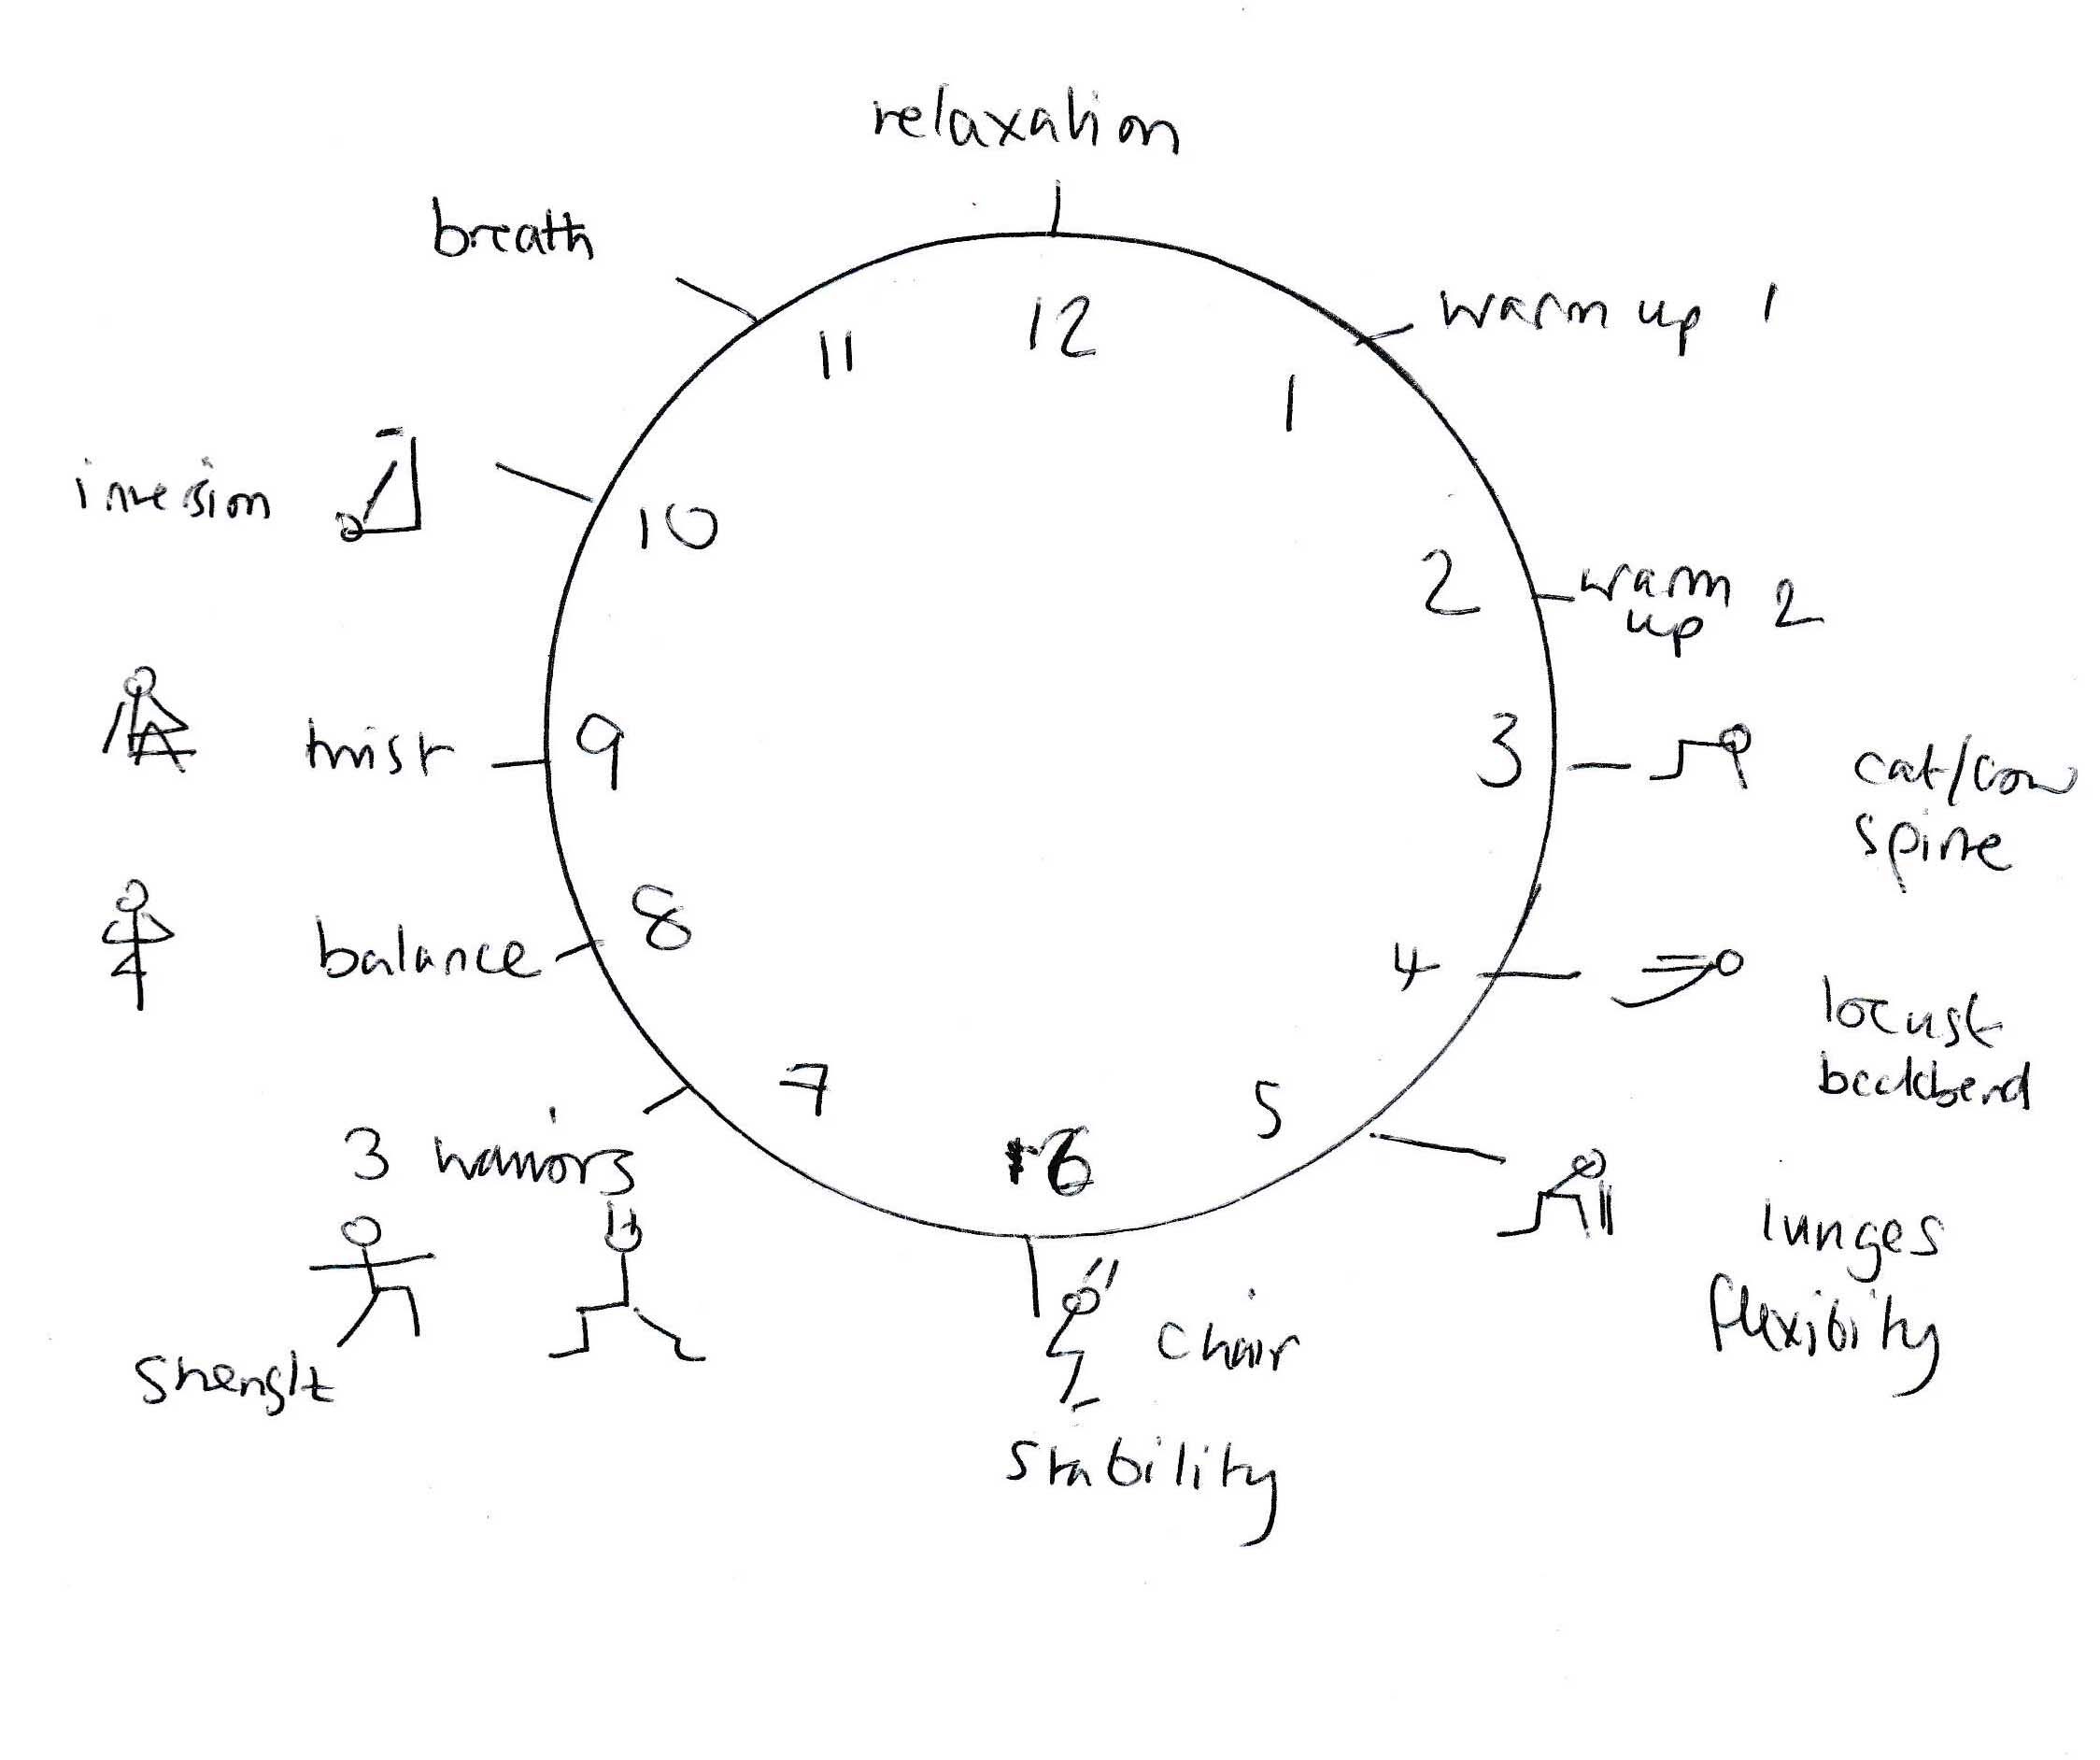 relaxation
breath
12
warm up 1
11
1
inversion
10
2
warm 2
up
twist
9
3
cat/cow
spine
balance
8
4
locust
backbend
7
5
3 warriors
6
lunges
flexibility
strength
chair
stability